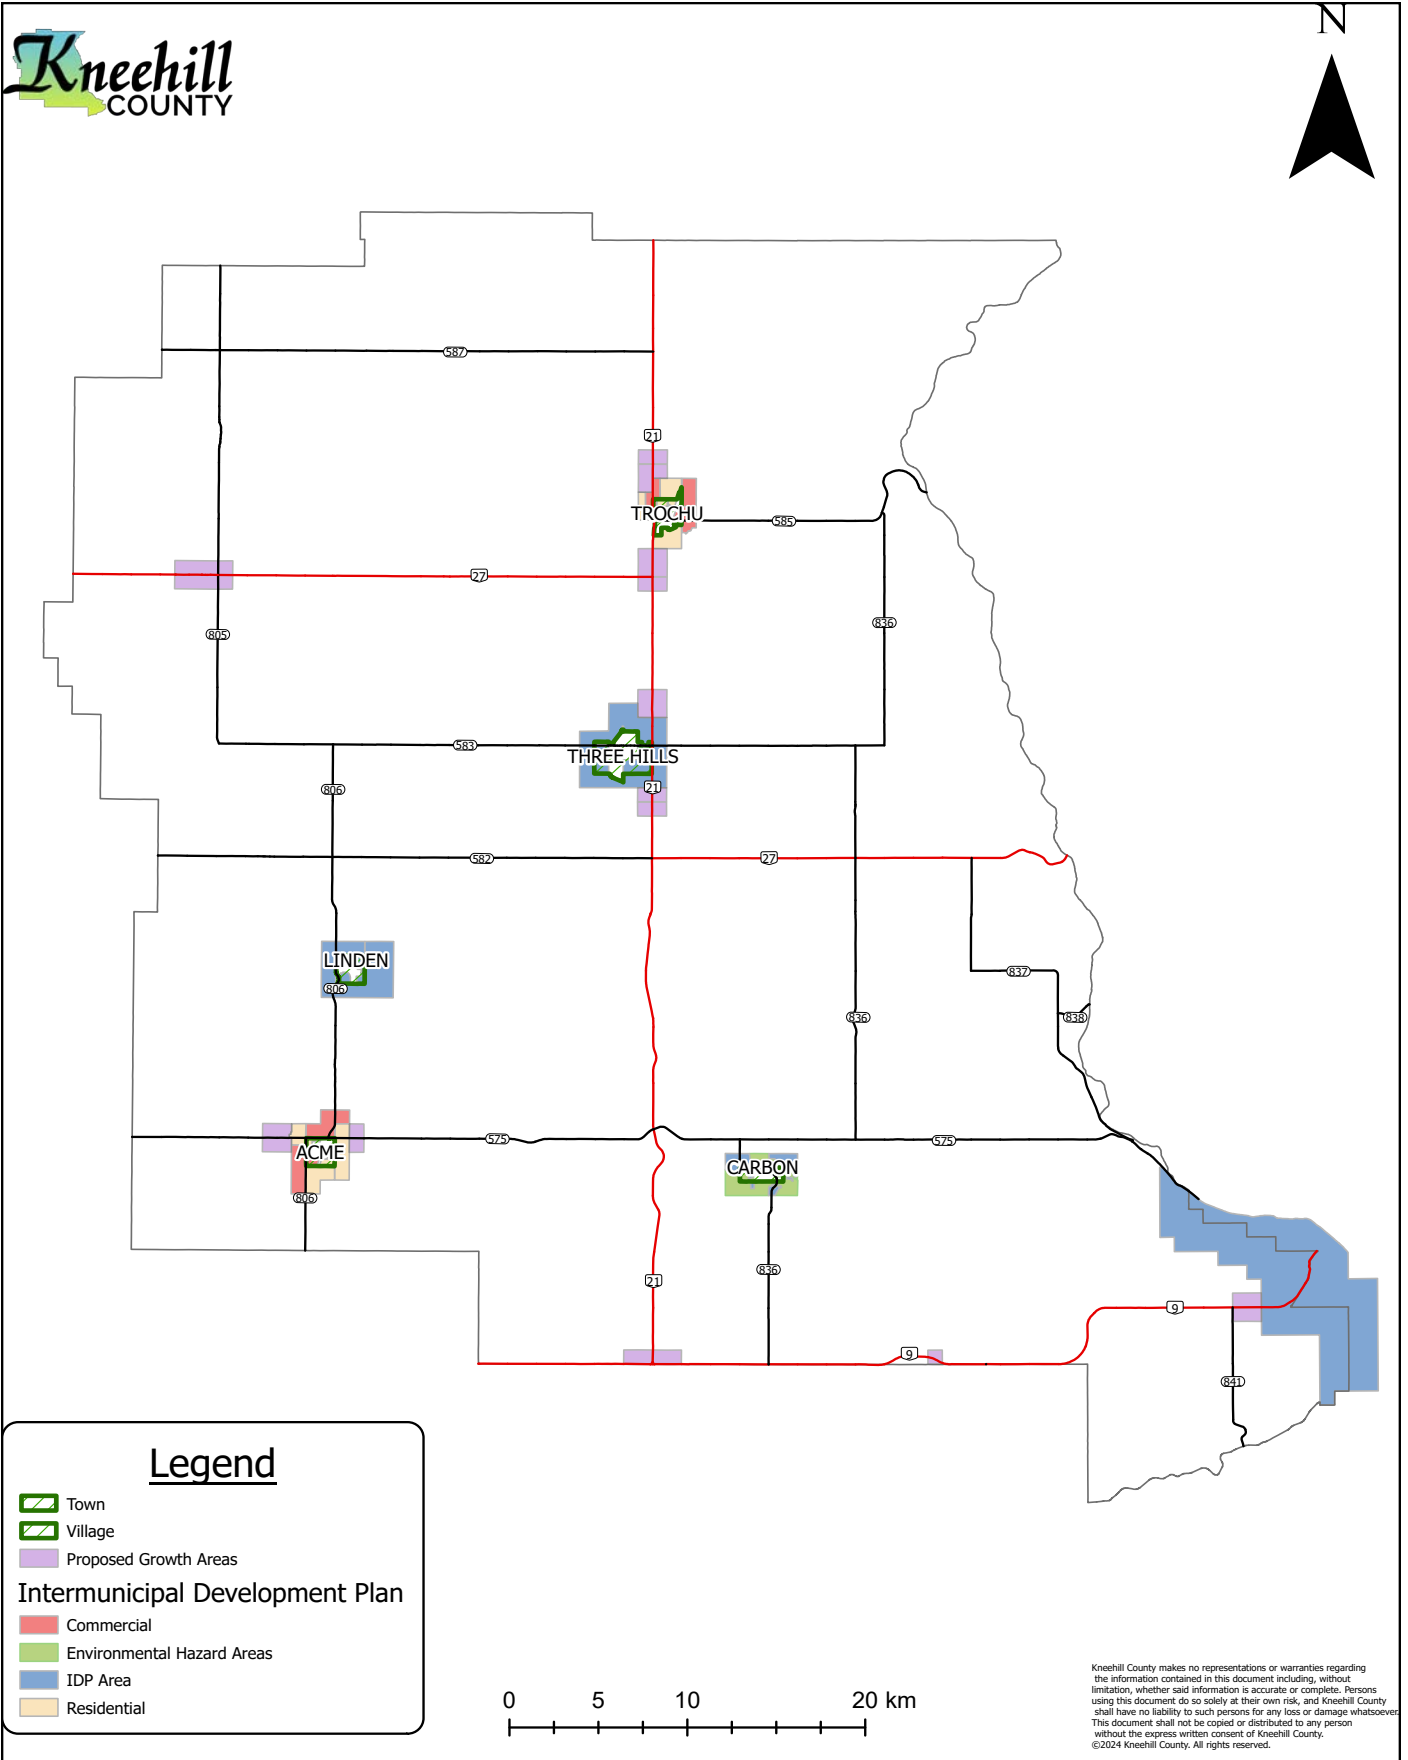 N
Kneehill
COUNTY
587
21
TROCHU
585
27
805
836
583
THREE HILLS
806
21
582
27
LINDEN
806
837
836
838
575
575
ACME
CARBON
806
836
21
9
9
841
Legend
Town
Village
Proposed Growth Areas
Intermunicipal Development Plan
Commercial
Environmental Hazard Areas
IDP Area
Residential
0 5 10 20 km
Kneehill County makes no representations or warranties regarding
the information contained in this document including, without
limitation, whether said information is accurate or complete. Persons
using this document do so solely at their own risk, and Kneehill County
shall have no liability to such persons for any loss or damage whatsoever.
This document shall not be copied or distributed to any person
without the express written consent of Kneehill County.
©2024 Kneehill County. All rights reserved.